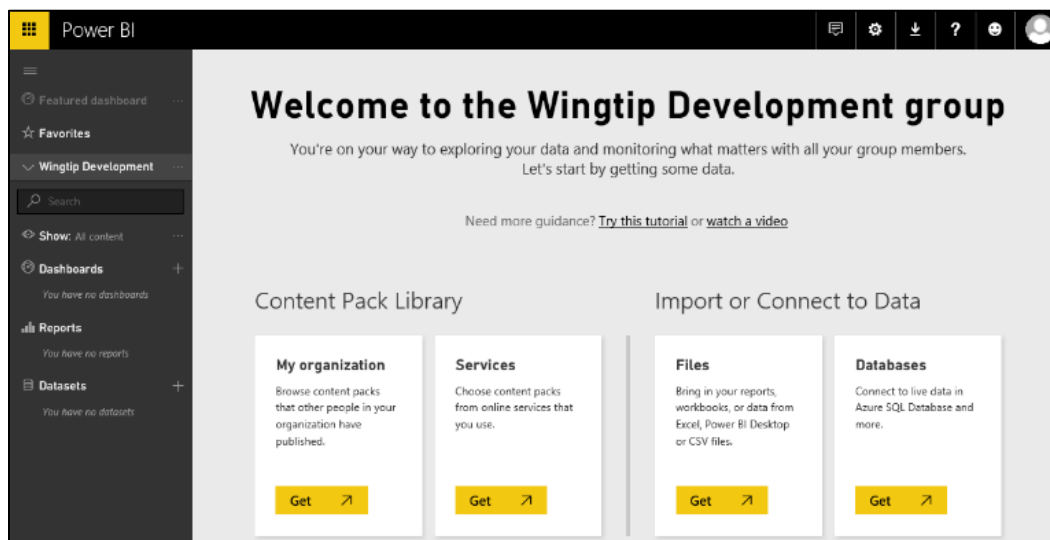 Power BI
?
Featured dashboard ...
Favorites
Wingtip Development ...
Search
Show: All content ...
Dashboards +
You have no dashboards
Reports
You have no reports
Datasets +
You have no datasets
Welcome to the Wingtip Development group
You're on your way to exploring your data and monitoring what matters with all your group members.
Let's start by getting some data.
Need more guidance? Try this tutorial or watch a video
Content Pack Library
My organization
Browse content packs
that other people in your
organization have
published.
Get
Services
Choose content packs
from online services that
you use.
Get
Import or Connect to Data
Files
Bring in your reports,
workbooks, or data from
Excel, Power BI Desktop
or CSV files.
Get
Databases
Connect to live data in
Azure SQL Database and
more.
Get